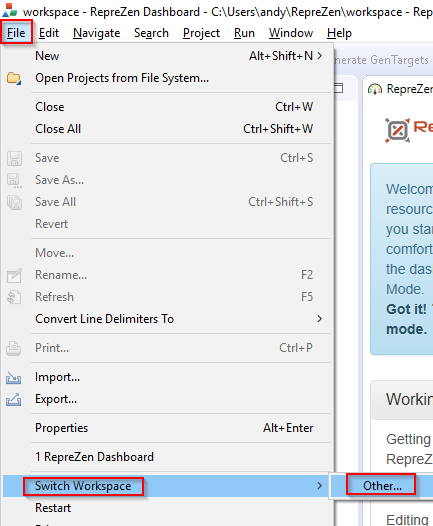 workspace - RepreZen Dashboard - C:\Users\andy\RepreZen\workspace - Rep
File Edit Navigate Search Project Run Window Help
New Alt+Shift+N >
nerate GenTargets
Open Projects from File System...
RepreZe
Close Ctrl+W
Close All Ctrl+Shift+W
Re
Save Ctrl+S
Save As...
Save All Ctrl+Shift+S
Revert
Welcom
resourc
you sta
comfort
the das
Mode.
Got it!
mode.
Move...
Rename... F2
Refresh F5
Convert Line Delimiters To >
Print... Ctrl+P
Import...
Export...
Properties Alt+Enter
Workin
1 RepreZen Dashboard
Getting
RepreZ
Switch Workspace > Other...
Restart
Editing